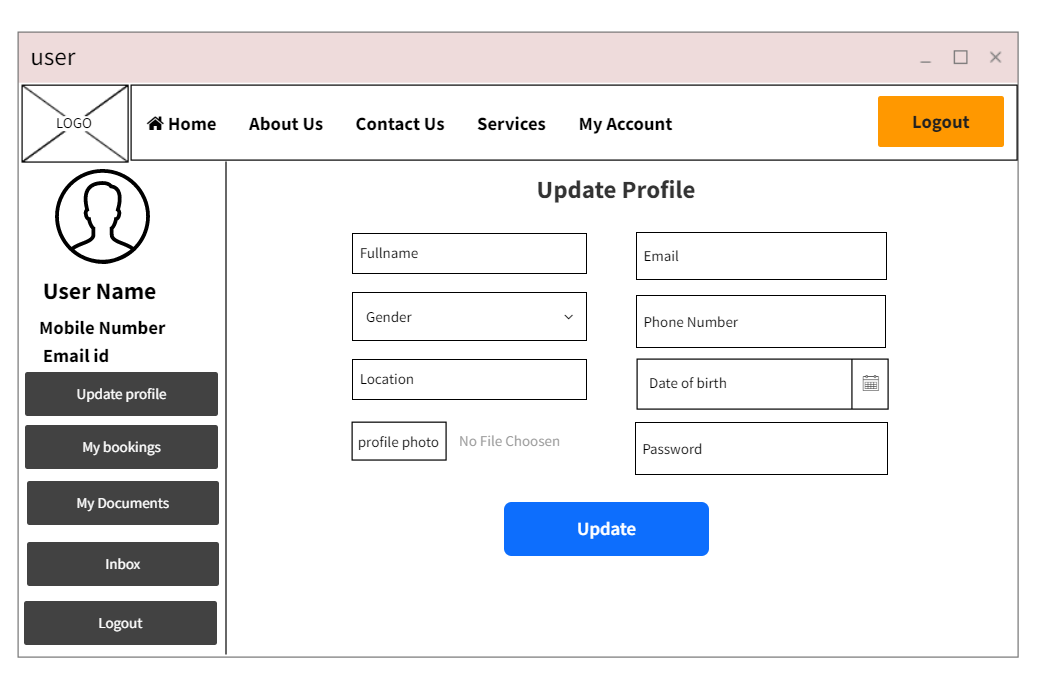 user
LOGO
Home About Us Contact Us Services My Account
Logout
User Name
Mobile Number
Email id
Update profile
My bookings
My Documents
Inbox
Logout
Update Profile
Fullname
Email
Gender
Phone Number
Location
Date of birth
profile photo No File Choosen
Password
Update